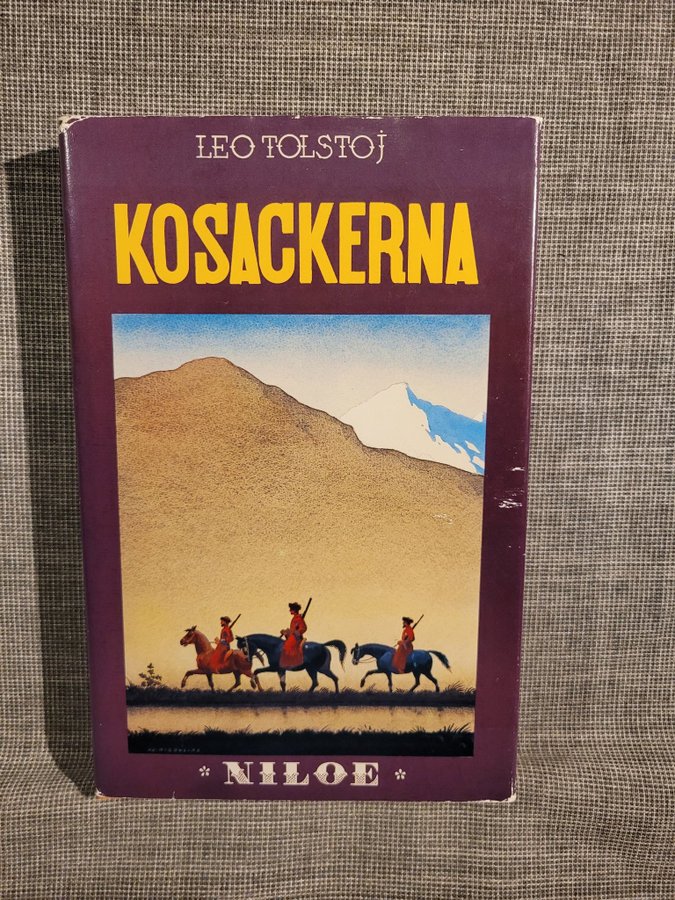 LEO TOLSTOJ
KOSACKERNA
* NILOE *